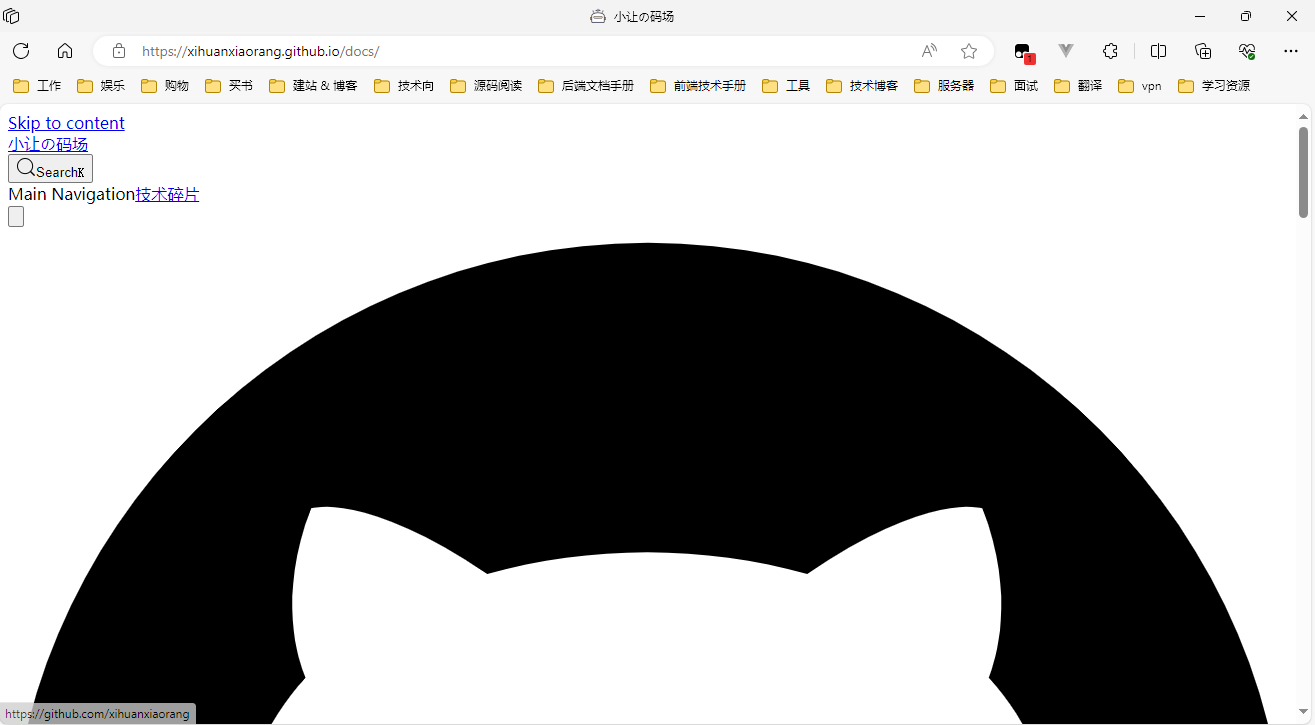 小让の码场
https://xihuanxiaorang.github.io/docs/
1
工作 娱乐 购物 买书 建站 & 博客 技术向 源码阅读 后端文档手册 前端技术手册 工具 技术博客 服务器 面试 翻译 vpn 学习资源
Skip to content
小让の码场
SearchK
Main Navigation技术碎片
https://github.com/xihuanxiaorang